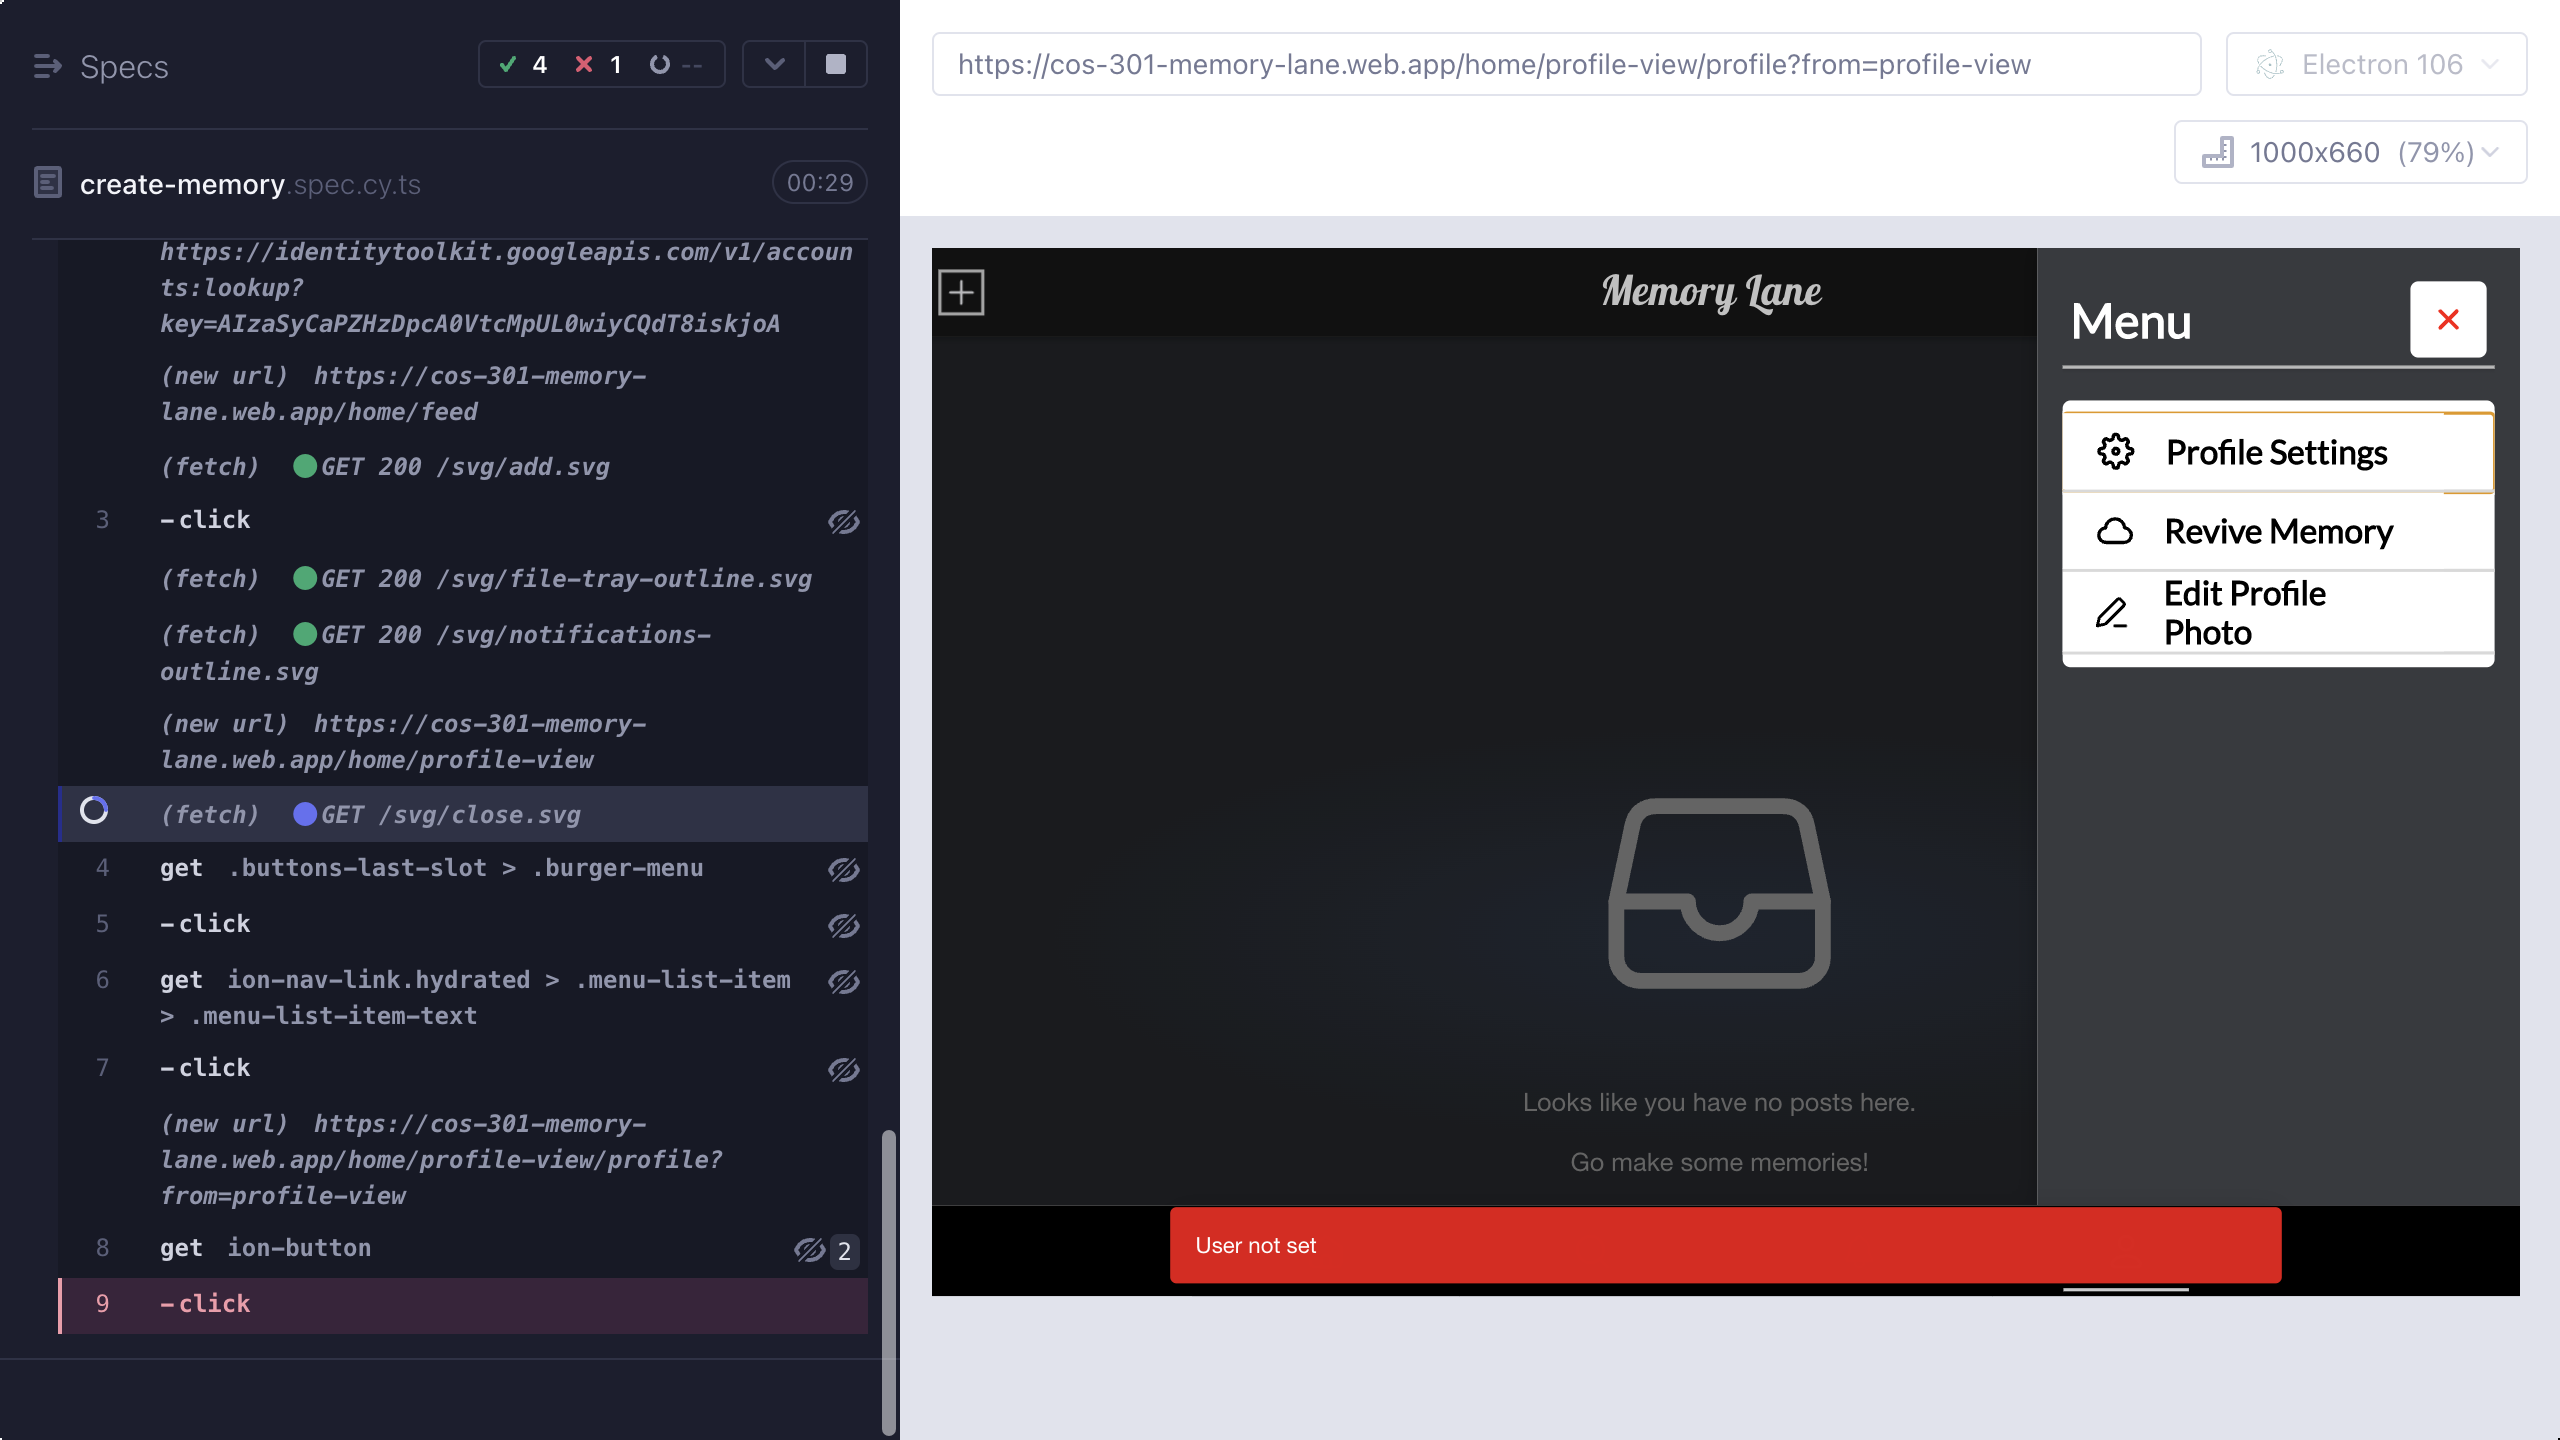 Specs
4 1 --
create-memory.spec.cy.ts
00:29
https://identitytoolkit.googleapis.com/v1/accoun
ts:lookup?
key=AIzaSyCaPZHzDpcA0VtcMpUL0wiyCQdT8iskjoA
(new url) https://cos-301-memory-
lane.web.app/home/feed
(fetch) GET 200 /svg/add.svg
3 -click
(fetch) GET 200 /svg/file-tray-outline.svg
(fetch) GET 200 /svg/notifications-
outline.svg
(new url) https://cos-301-memory-
lane.web.app/home/profile-view
(fetch) GET /svg/close.svg
4 get .buttons-last-slot > .burger-menu
5 -click
6 get ion-nav-link.hydrated > .menu-list-item
> .menu-list-item-text
7 -click
(new url) https://cos-301-memory-
lane.web.app/home/profile-view/profile?
from=profile-view
8 get ion-button 2
9 -click
https://cos-301-memory-lane.web.app/home/profile-view/profile?from=profile-view
Electron 106
1000x660 (79%)
Memory Lane
Menu
Profile Settings
Revive Memory
Edit Profile
Photo
Looks like you have no posts here.
Go make some memories!
User not set